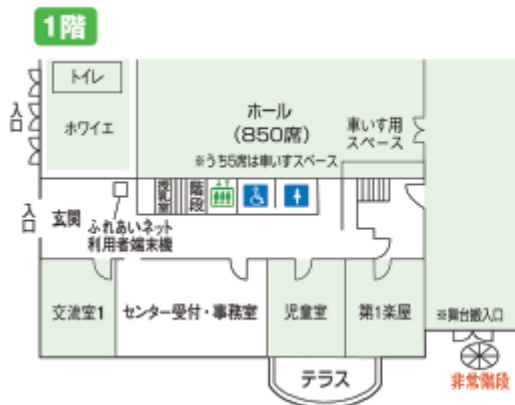 1階
トイレ
入口
ホワイエ
ホール
(850席)
※うち5席は車いすスペース
車いす用
スペース
授乳室
階段
入口
玄関
ふれあいネット
利用者端末機
交流室1
センター受付・事務室
児童室
第1楽屋
※舞台搬入口
テラス
非常階段